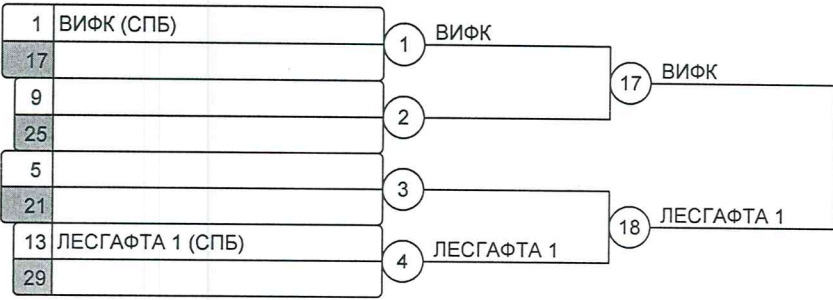 1 ВИФК (СПБ)
17
1 ВИФК
9
25
2
17 ВИФК
5
21
3
13 ЛЕСГАФТА 1 (СПБ)
29
4 ЛЕСГАФТА 1
18 ЛЕСГАФТА 1